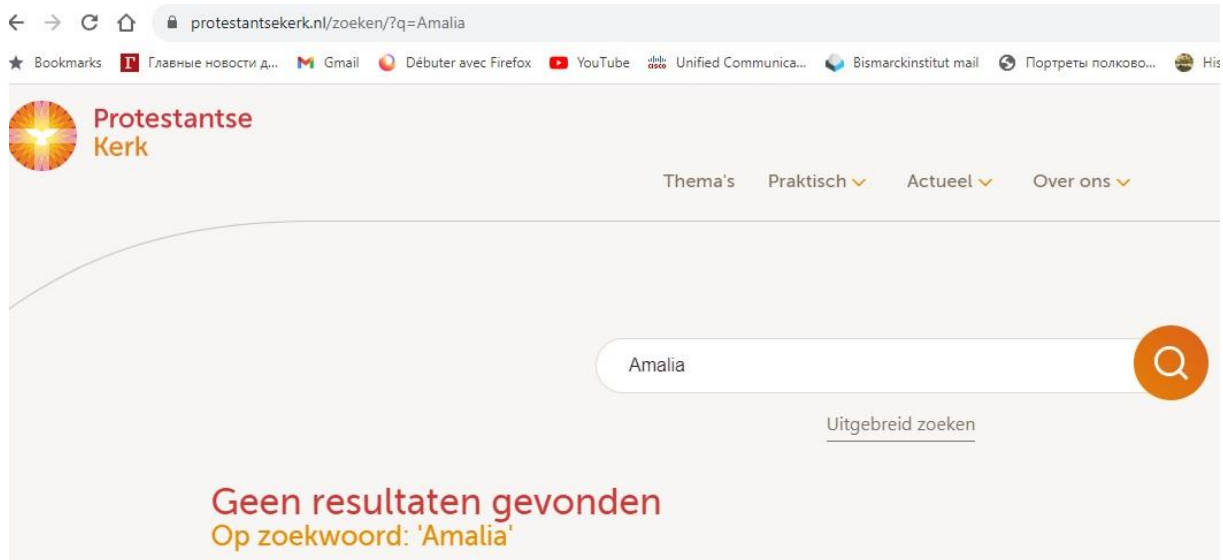 protestantsekerk.nl/zoeken/?q=Amalia
Bookmarks Главные новости д... Gmail Débuter avec Firefox YouTube cisco Unified Communica... Bismarckinstitut mail Портреты полково... His
Protestantse
Kerk
Thema's Praktisch Actueel Over ons
Amalia
Uitgebreid zoeken
Geen resultaten gevonden
Op zoekwoord: 'Amalia'